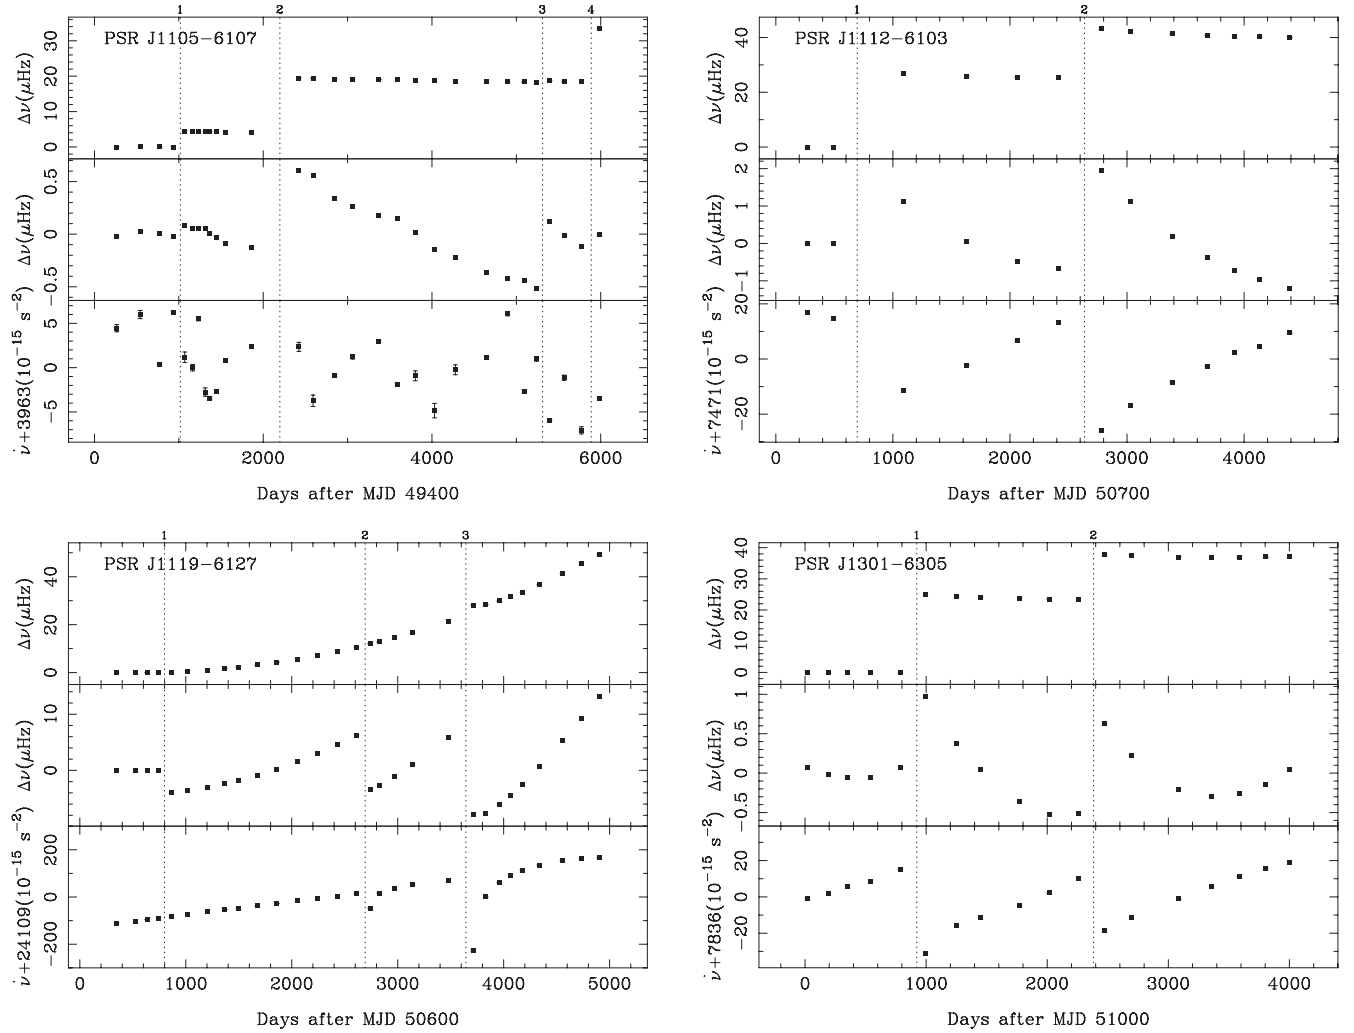 1 2 3 4
PSR J1105−6107
Δν(μHz)
0 10 20 30
Δν(μHz)
−0.5 0 0.5
ν̇+3963(10⁻¹⁵ s⁻²)
−5 0 5
0 2000 4000 6000
Days after MJD 49400
1 2
PSR J1112−6103
Δν(μHz)
0 20 40
Δν(μHz)
−1 0 1 2
ν̇+7471(10⁻¹⁵ s⁻²)
−20 0 20
0 1000 2000 3000 4000
Days after MJD 50700
1 2 3
PSR J1119−6127
Δν(μHz)
0 20 40
Δν(μHz)
0 10
ν̇+24109(10⁻¹⁵ s⁻²)
−200 0 200
0 1000 2000 3000 4000 5000
Days after MJD 50600
1 2
PSR J1301−6305
Δν(μHz)
0 10 20 30 40
Δν(μHz)
−0.5 0 0.5 1
ν̇+7836(10⁻¹⁵ s⁻²)
−20 0 20
0 1000 2000 3000 4000
Days after MJD 51000